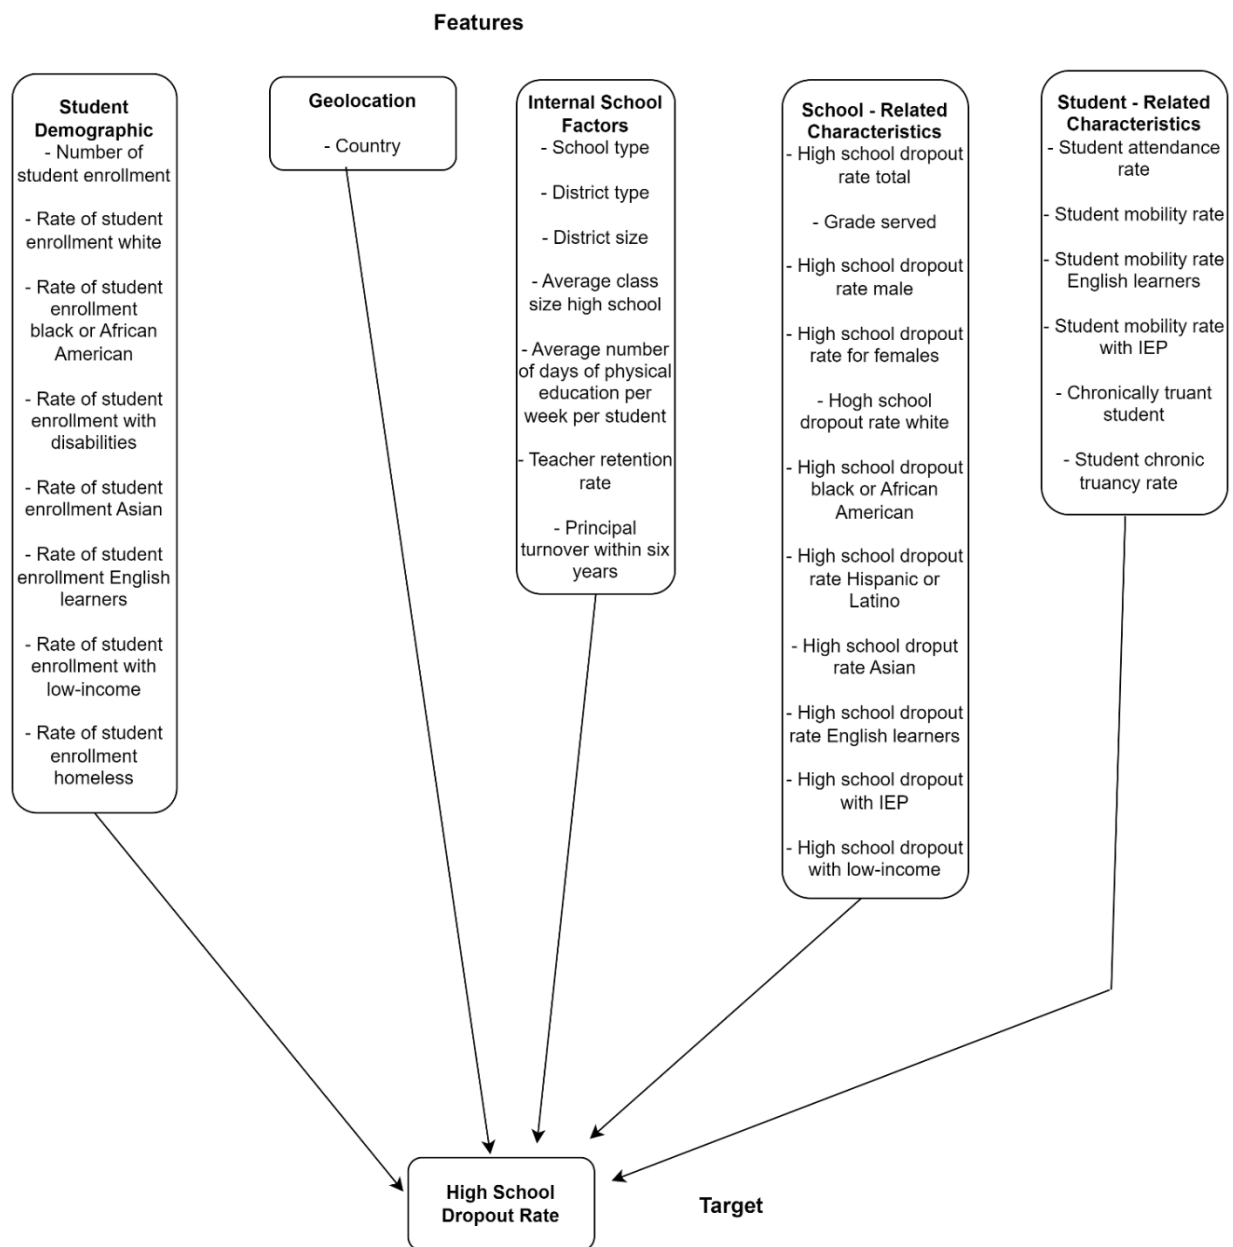 Features
Student
Demographic
- Number of
student enrollment
- Rate of student
enrollment white
- Rate of student
enrollment
black or African
American
- Rate of student
enrollment with
disabilities
- Rate of student
enrollment Asian
- Rate of student
enrollment English
learners
- Rate of student
enrollment with
low-income
- Rate of student
enrollment
homeless
Geolocation
- Country
Internal School
Factors
- School type
- District type
- District size
- Average class
size high school
- Average number
of days of physical
education per
week per student
- Teacher retention
rate
- Principal
turnover within six
years
School - Related
Characteristics
- High school dropout
rate total
- Grade served
- High school dropout
rate male
- High school dropout
rate for females
- Hogh school
dropout rate white
- High school dropout
black or African
American
- High school dropout
rate Hispanic or
Latino
- High school droput
rate Asian
- High school dropout
rate English learners
- High school dropout
with IEP
- High school dropout
with low-income
Student - Related
Characteristics
- Student attendance
rate
- Student mobility rate
- Student mobility rate
English learners
- Student mobility rate
with IEP
- Chronically truant
student
- Student chronic
truancy rate
High School
Dropout Rate
Target